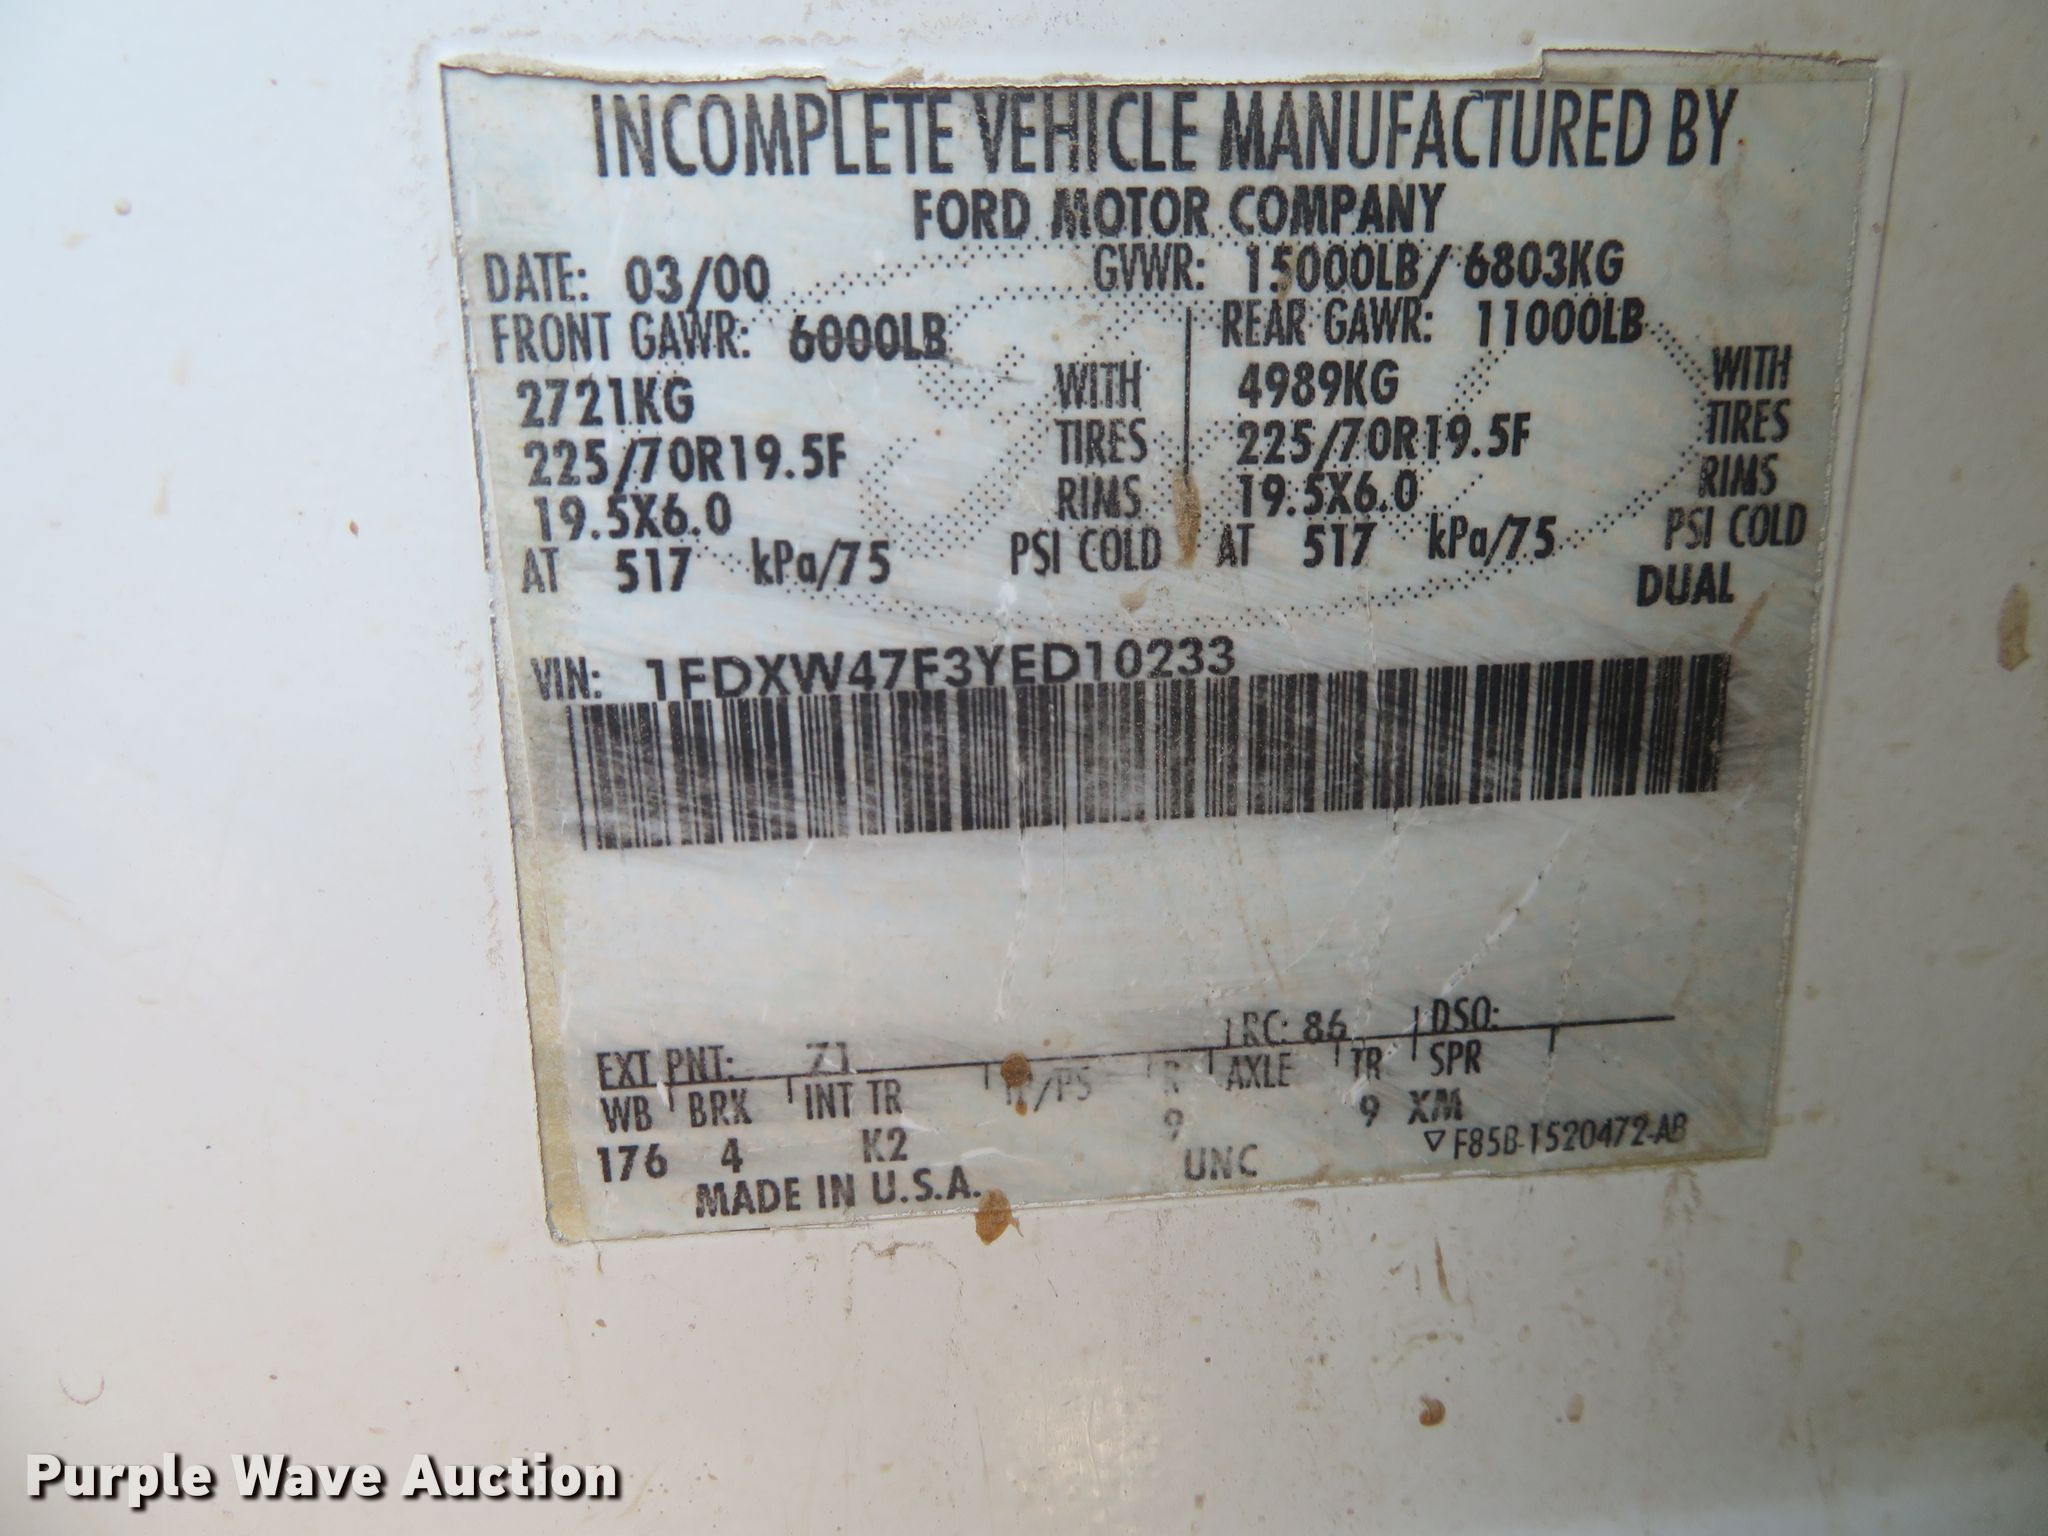 INCOMPLETE VEHICLE MANUFACTURED BY
FORD MOTOR COMPANY
DATE: 03/00 GVWR: 15000LB/ 6803KG
FRONT GAWR: 6000LB REAR GAWR: 11000LB
2721KG WITH 4989KG WITH
225/70R19.5F TIRES 225/70R19.5F TIRES
19.5X6.0 RIMS 19.5X6.0 RIMS
AT 517 kPa/75 PSI COLD AT 517 kPa/75 PSI COLD
DUAL
VIN: 1FDXW47F3YED10233
EXT PNT: Z1 RC: 86 DSO:
WB BRK INT TR TP/PS R AXLE TR SPR
176 4 K2 9 9 XM
MADE IN U.S.A. UNC ▽F85B-1520472-AB
Purple Wave Auction